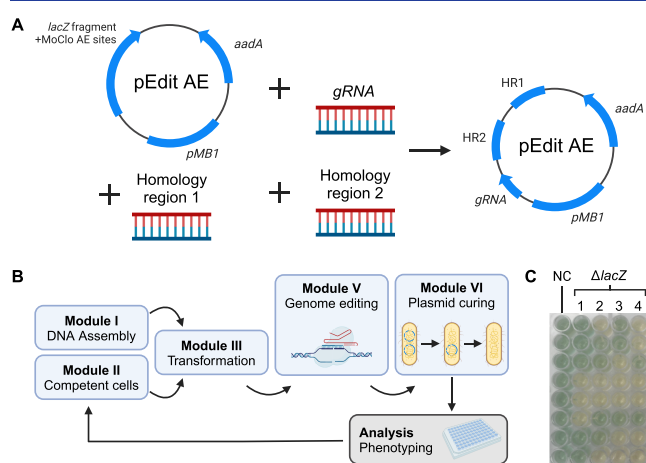 A
lacZ fragment
+MoClo AE sites
aadA
pEdit AE
pMB1
gRNA
Homology
region 1
Homology
region 2
HR1
HR2
aadA
pEdit AE
gRNA
pMB1
B
Module I
DNA Assembly
Module II
Competent cells
Module III
Transformation
Module V
Genome editing
Module VI
Plasmid curing
Analysis
Phenotyping
C
NC
ΔlacZ
1 2 3 4